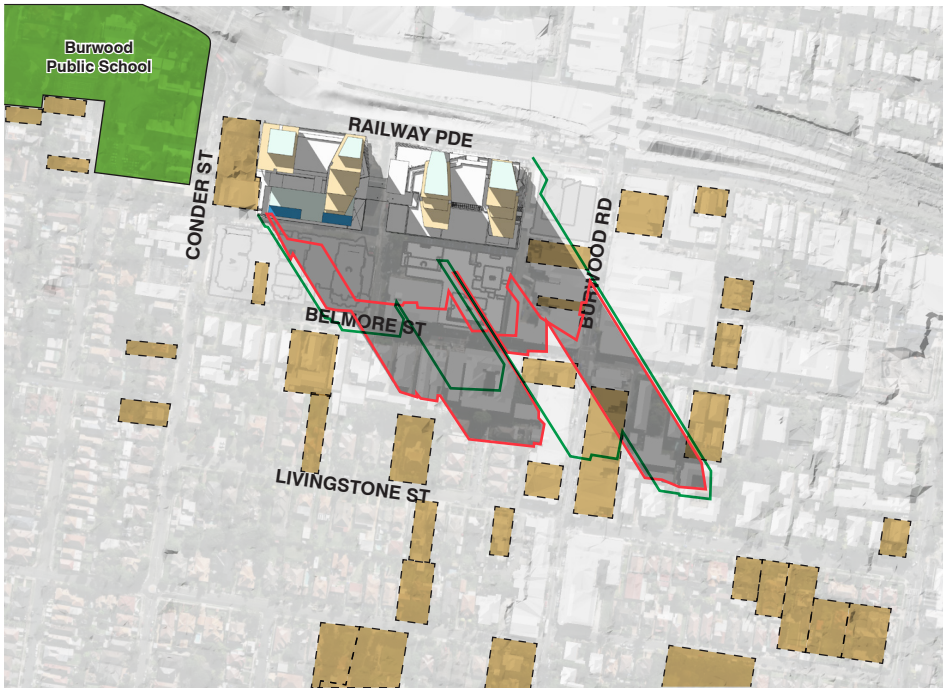 Burwood
Public School
RAILWAY PDE
CONDER ST
BURWOOD RD
BELMORE ST
LIVINGSTONE ST